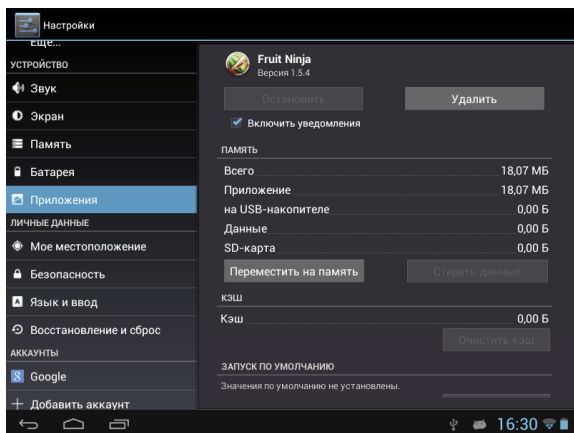 Настройки
Еще...
УСТРОЙСТВО
Звук
Экран
Память
Батарея
Приложения
ЛИЧНЫЕ ДАННЫЕ
Мое местоположение
Безопасность
Язык и ввод
Восстановление и сброс
АККАУНТЫ
Google
Добавить аккаунт
Fruit Ninja
Версия 1.5.4
Остановить
Удалить
Включить уведомления
ПАМЯТЬ
Всего 18,07 МБ
Приложение 18,07 МБ
на USB-накопителе 0,00 Б
Данные 0,00 Б
SD-карта 0,00 Б
Переместить на память
Стереть данные
КЭШ
Кэш 0,00 Б
Очистить кэш
ЗАПУСК ПО УМОЛЧАНИЮ
Значения по умолчанию не установлены.
16:30